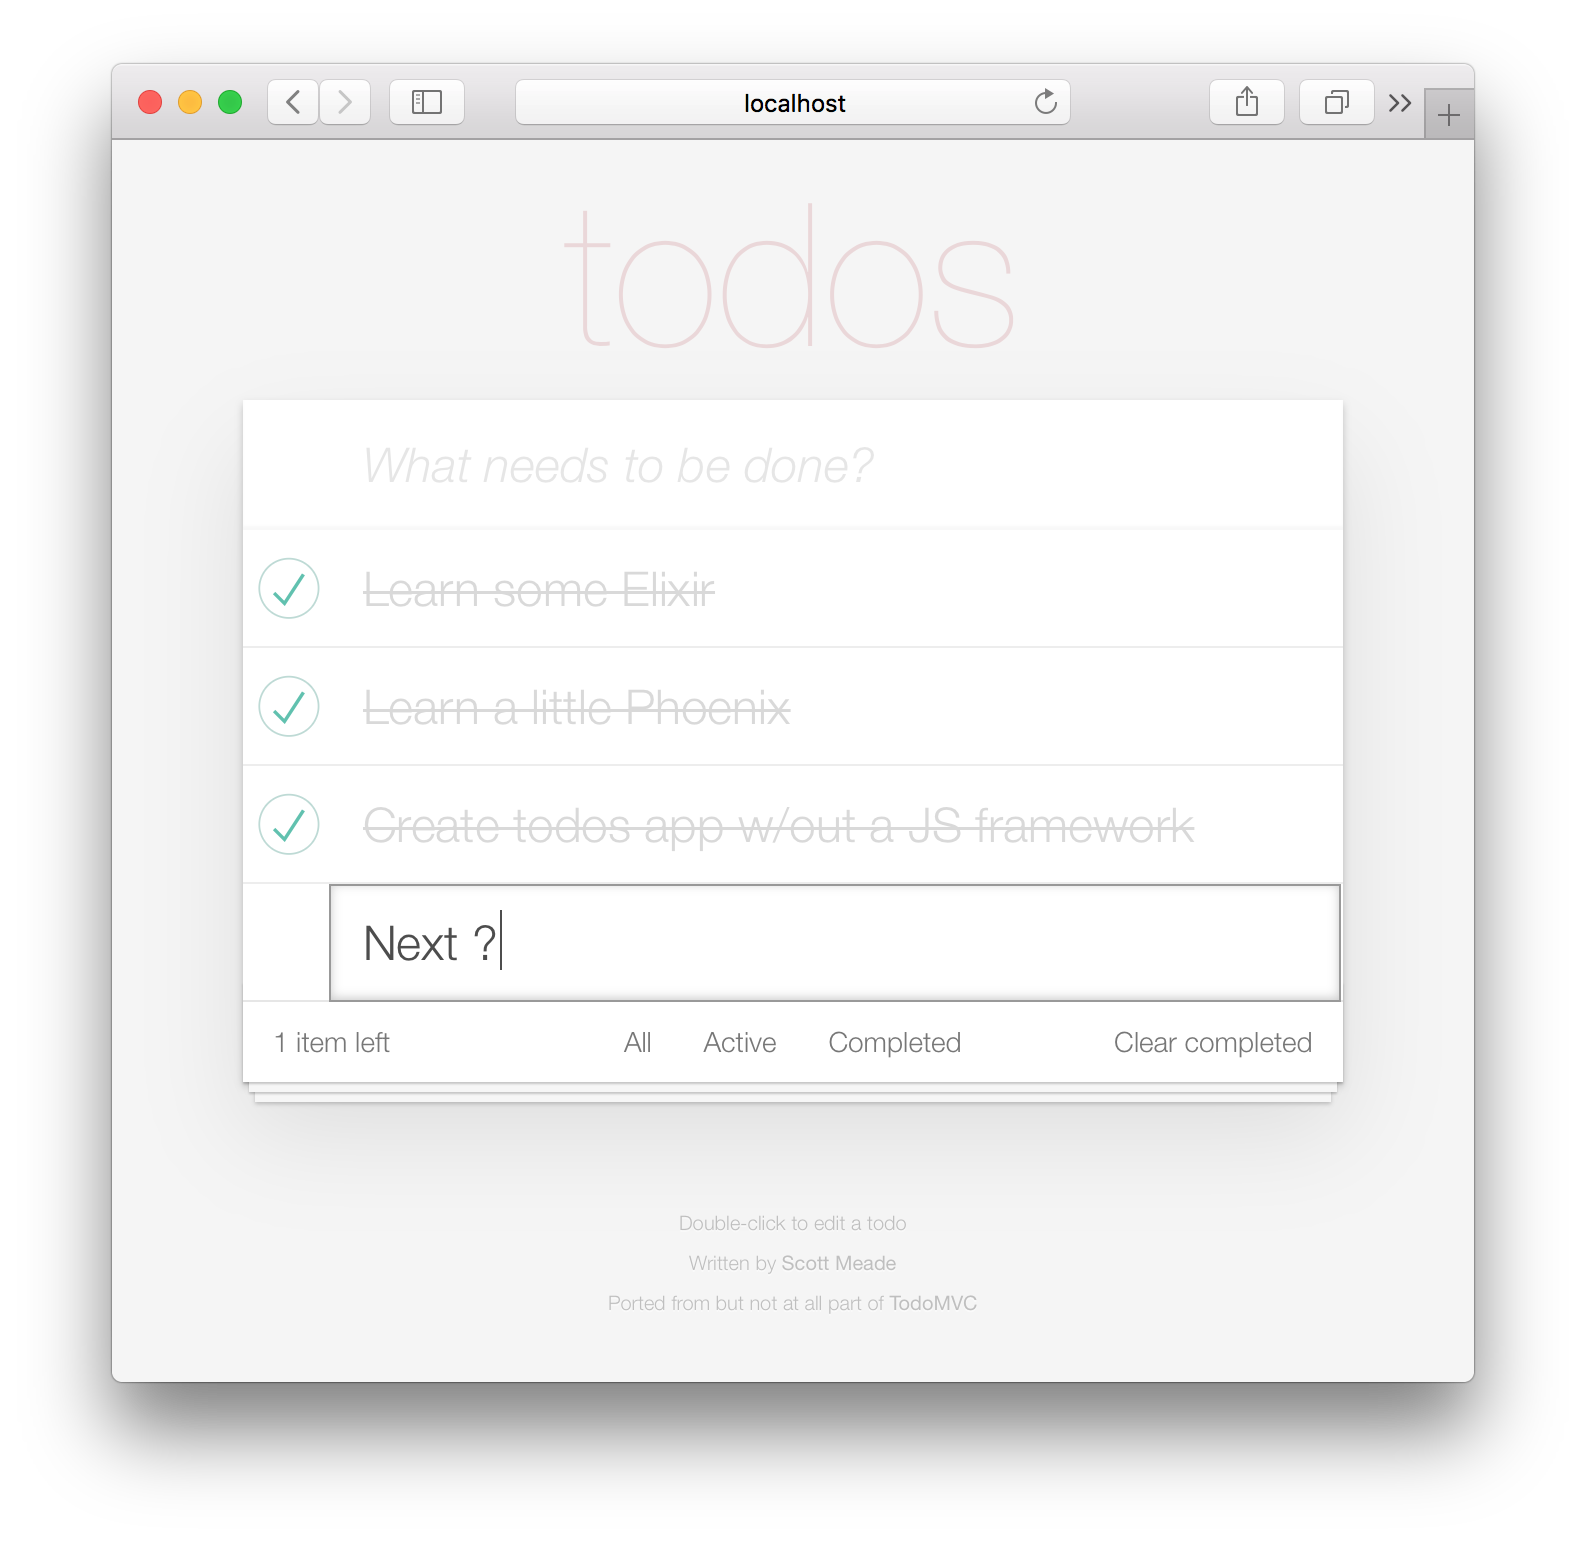 localhost
todos
What needs to be done?
Learn some Elixir
Learn a little Phoenix
Create todos app w/out a JS framework
Next ?
1 item left All Active Completed Clear completed
Double-click to edit a todo
Written by Scott Meade
Ported from but not at all part of TodoMVC